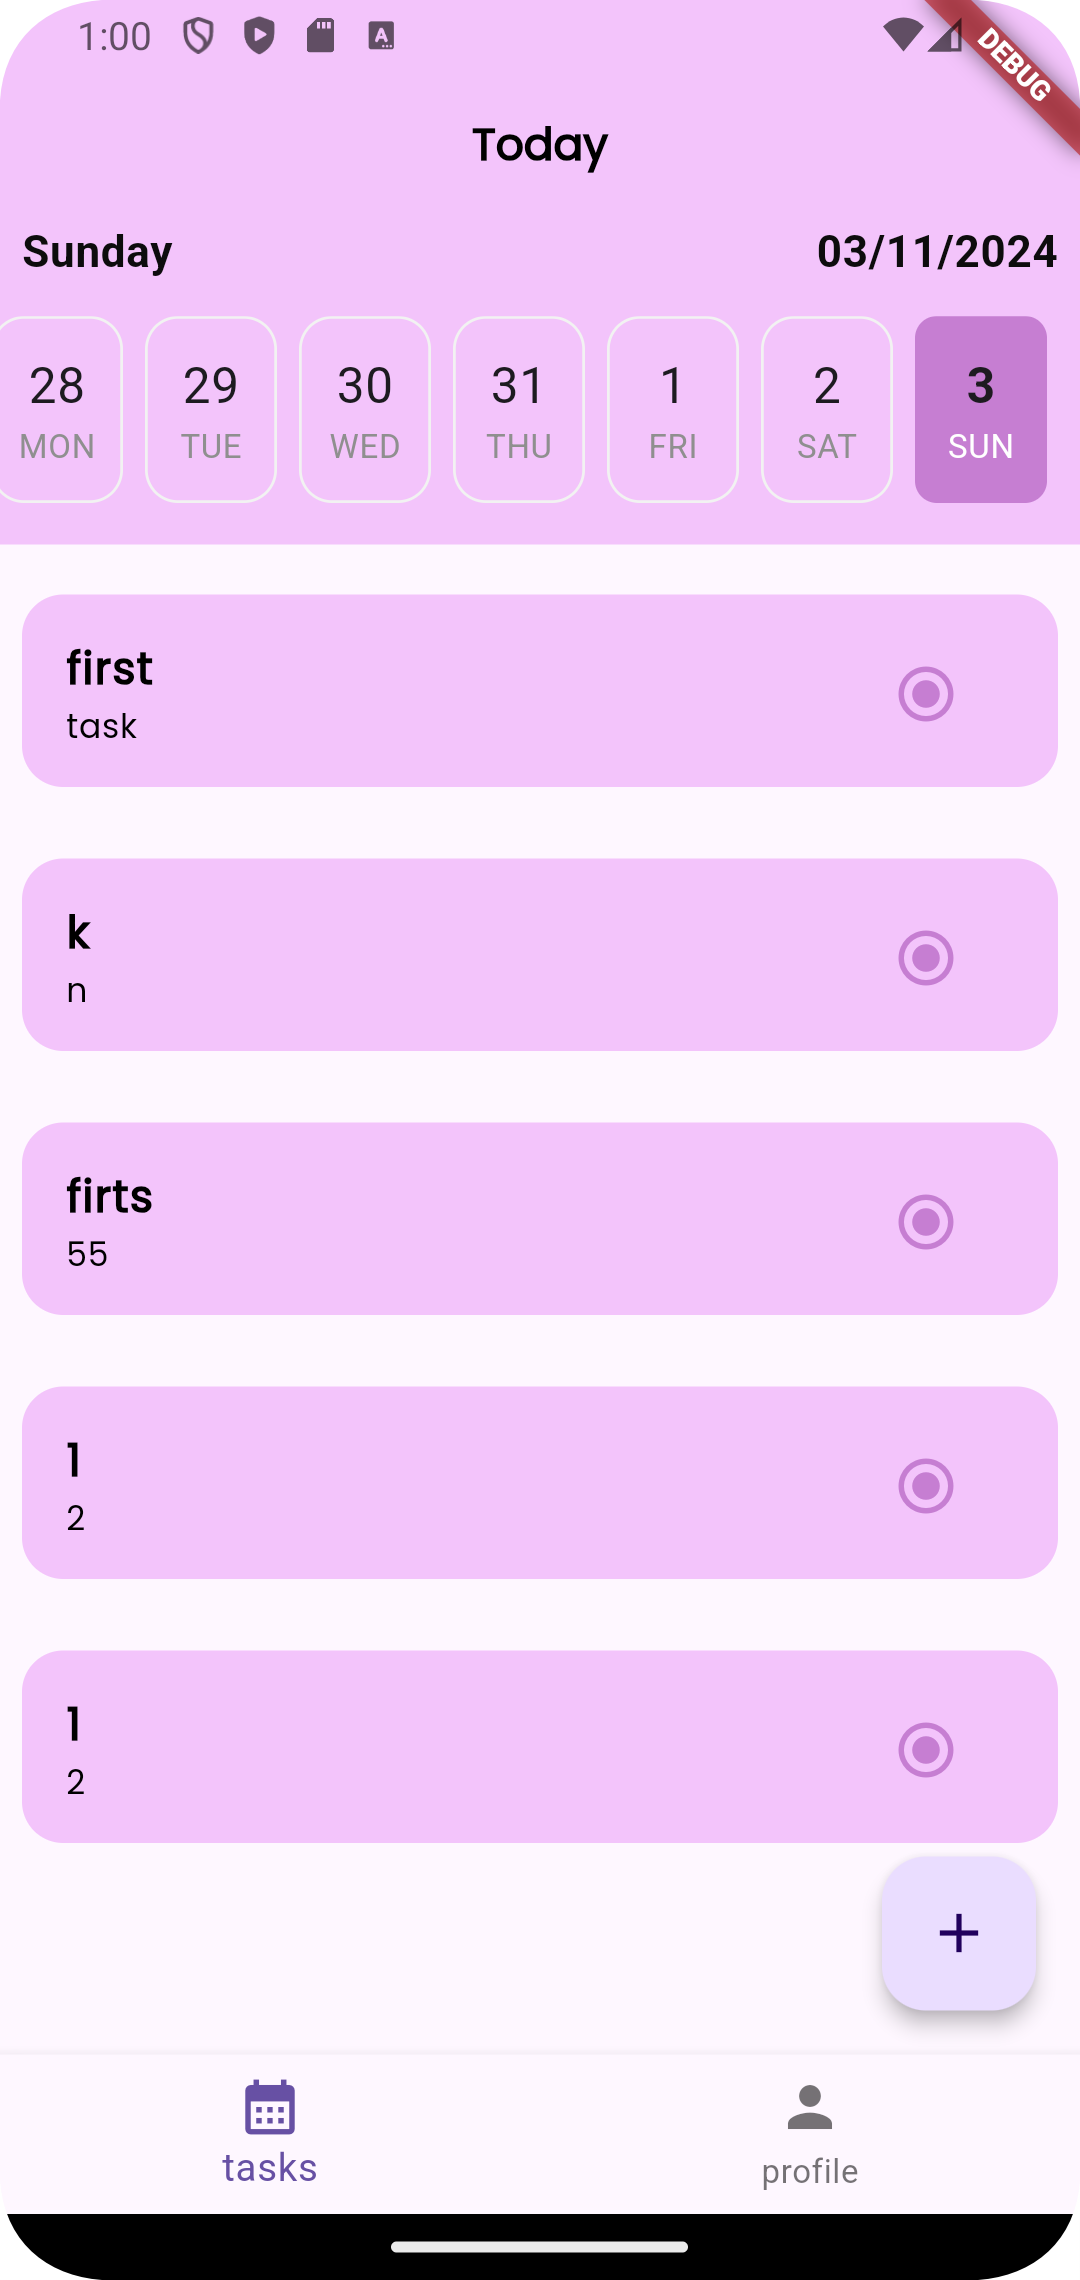 1:00
DEBUG
Today
Sunday 03/11/2024
28 29 30 31 1 2 3
MON TUE WED THU FRI SAT SUN
first
task
k
n
firts
55
1
2
1
2
tasks profile